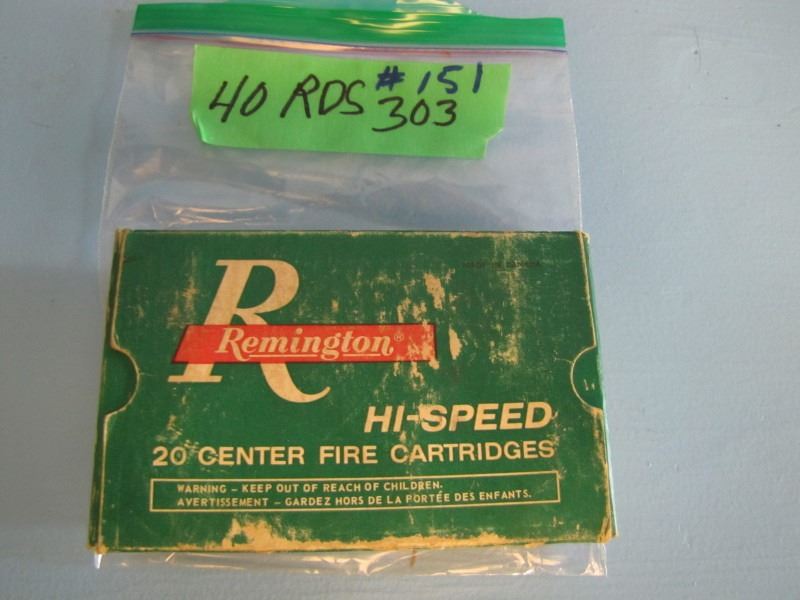 40 RDS #151
303
R
Remington®
HI-SPEED
20 CENTER FIRE CARTRIDGES
WARNING – KEEP OUT OF REACH OF CHILDREN.
AVERTISSEMENT – GARDEZ HORS DE LA PORTÉE DES ENFANTS.